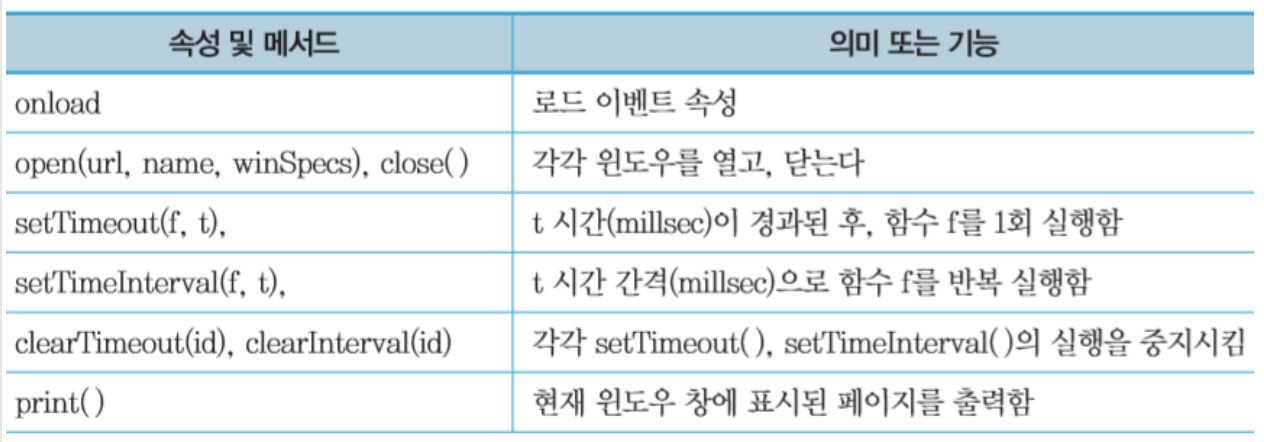 속성 및 메서드 의미 또는 기능
onload 로드 이벤트 속성
open(url, name, winSpecs), close( ) 각각 윈도우를 열고, 닫는다
setTimeout(f, t), t 시간(millsec)이 경과된 후, 함수 f를 1회 실행함
setTimeInterval(f, t), t 시간 간격(millsec)으로 함수 f를 반복 실행함
clearTimeout(id), clearInterval(id) 각각 setTimeout( ), setTimeInterval( )의 실행을 중지시킴
print( ) 현재 윈도우 창에 표시된 페이지를 출력함